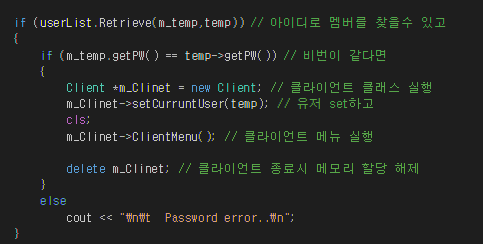 if (userList.Retrieve(m_temp,temp)) // 아이디로 멤버를 찾을수 있고
{
if (m_temp.getPW() == temp->getPW()) // 비번이 같다면
{
Client *m_Clinet = new Client; // 클라이언트 클래스 실행
m_Clinet->setCurruntUser(temp); // 유저 set하고
cls;
m_Clinet->ClientMenu(); // 클라이언트 메뉴 실행
delete m_Clinet; // 클라이언트 종료시 메모리 할당 해제
}
else
cout << "₩n₩t Password error..₩n";
}